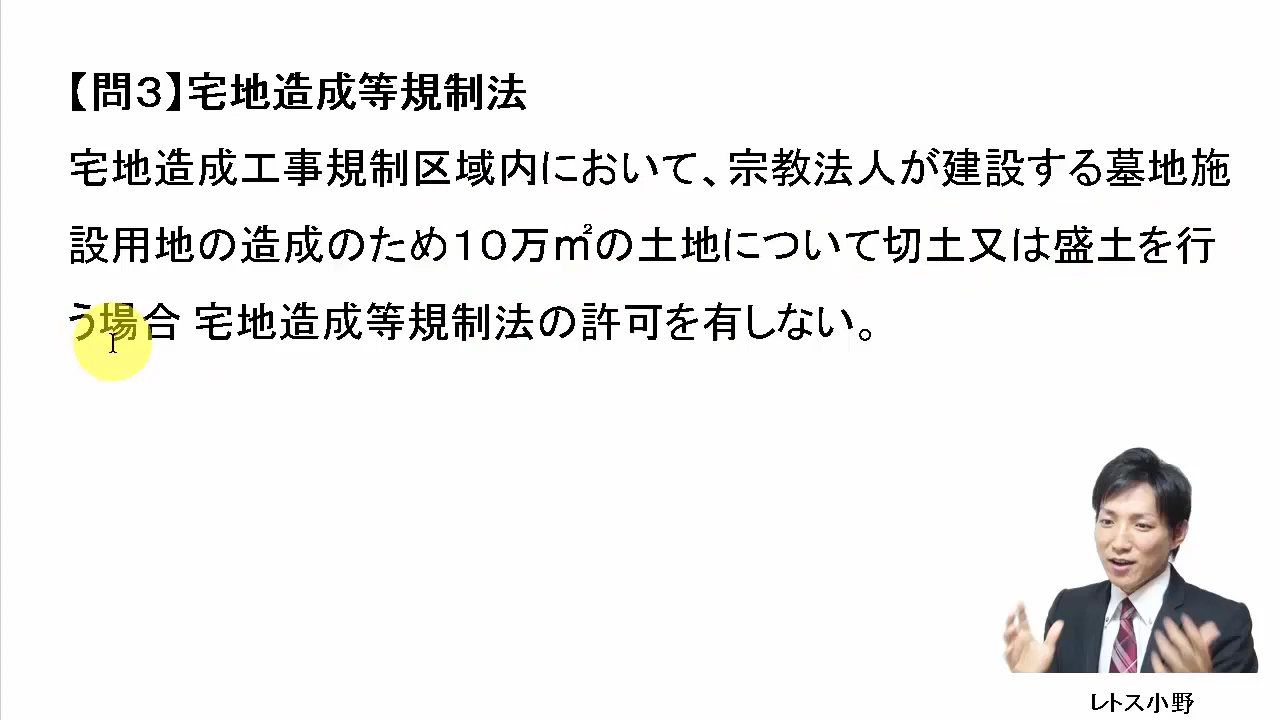 【問３】宅地造成等規制法
宅地造成工事規制区域内において、宗教法人が建設する墓地施
設用地の造成のため１０万㎡の土地について切土又は盛土を行
う場合 宅地造成等規制法の許可を有しない。
レトス小野